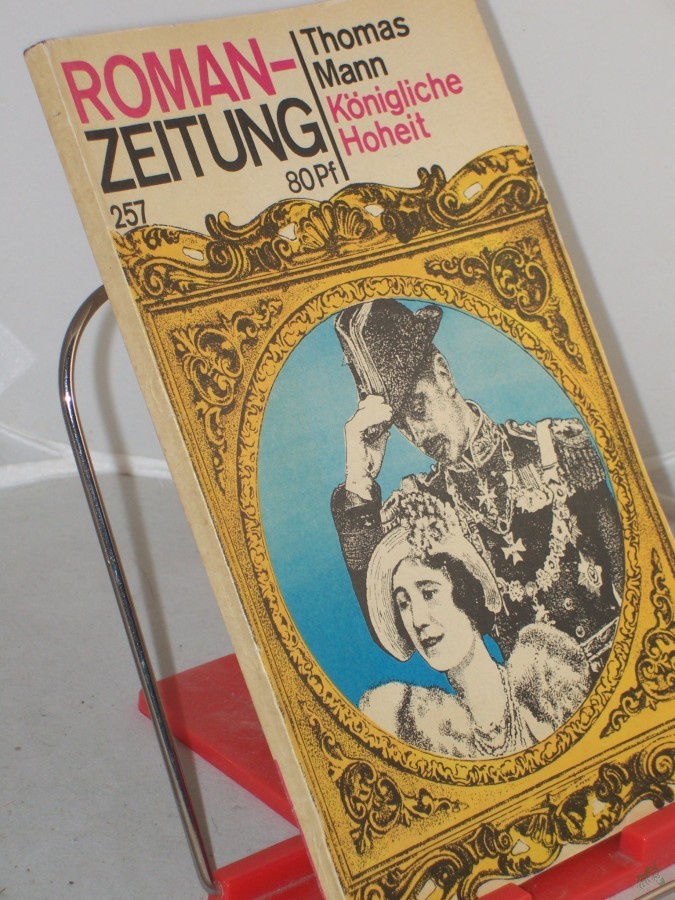 ROMAN-
ZEITUNG
257
80 Pf
Thomas
Mann
Königliche
Hoheit